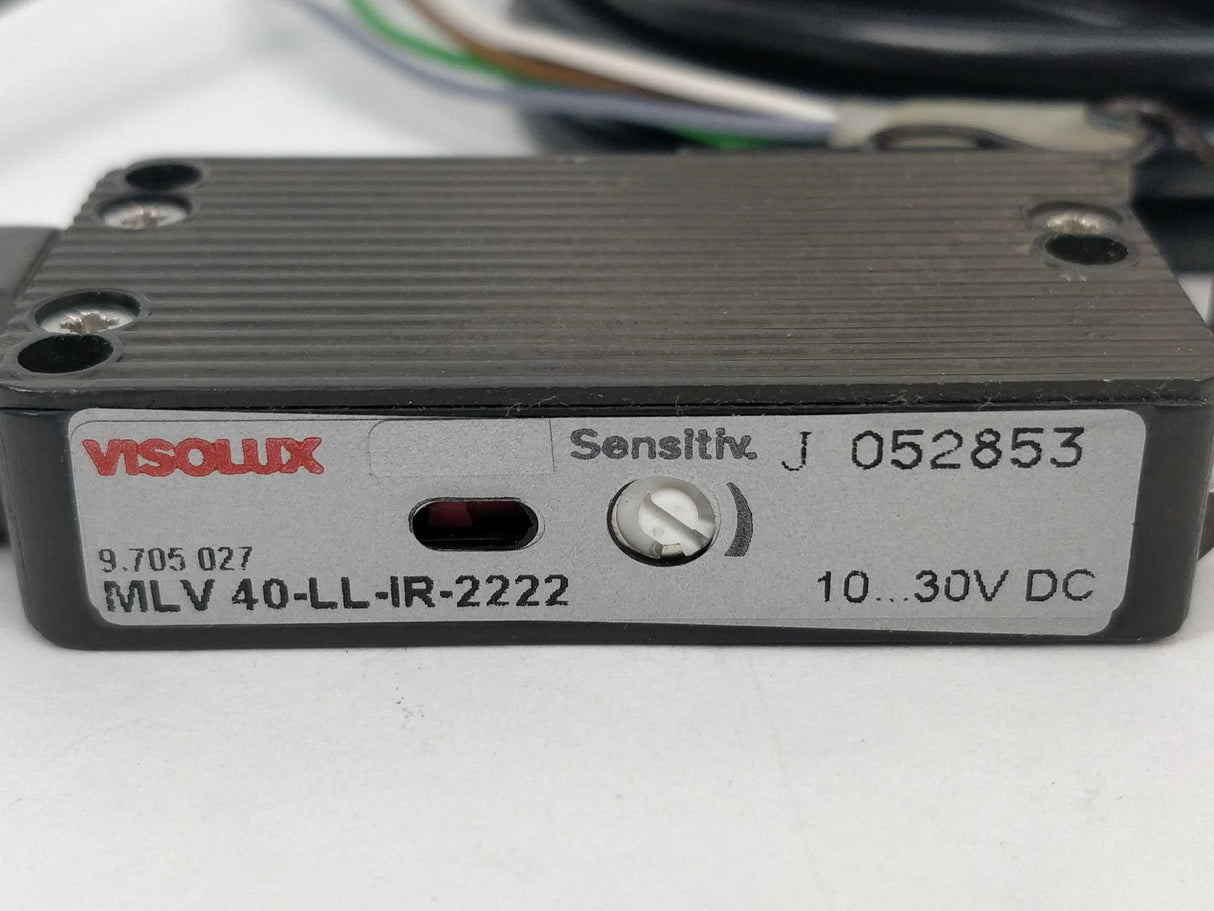 VISOLUX
Sensitiv. J 052853
9.705 027
MLV 40-LL-IR-2222
10...30V DC